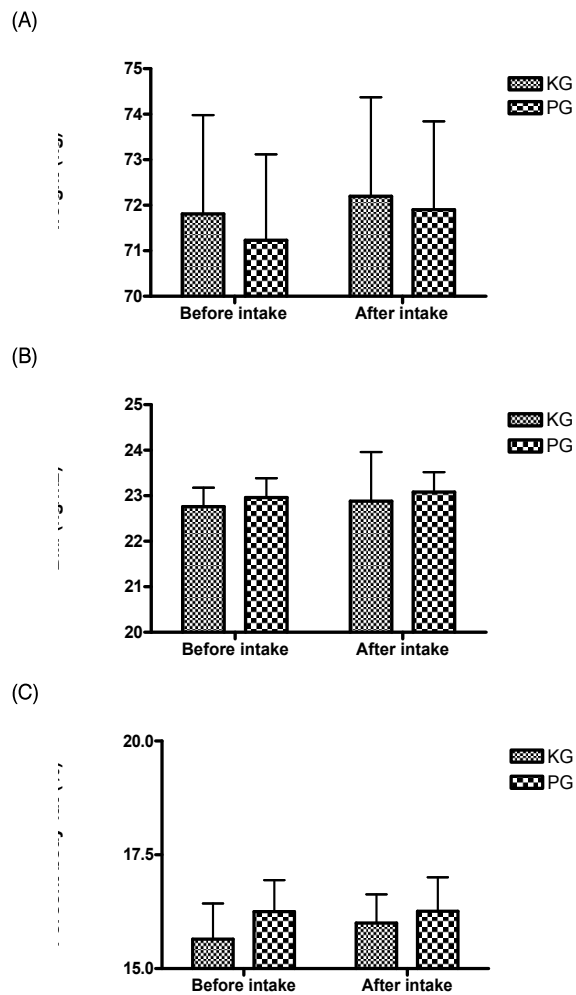 (A)
75
74
73
72
71
70
Before intake
After intake
KG
PG
(B)
25
24
23
22
21
20
Before intake
After intake
KG
PG
(C)
20.0
17.5
15.0
Before intake
After intake
KG
PG